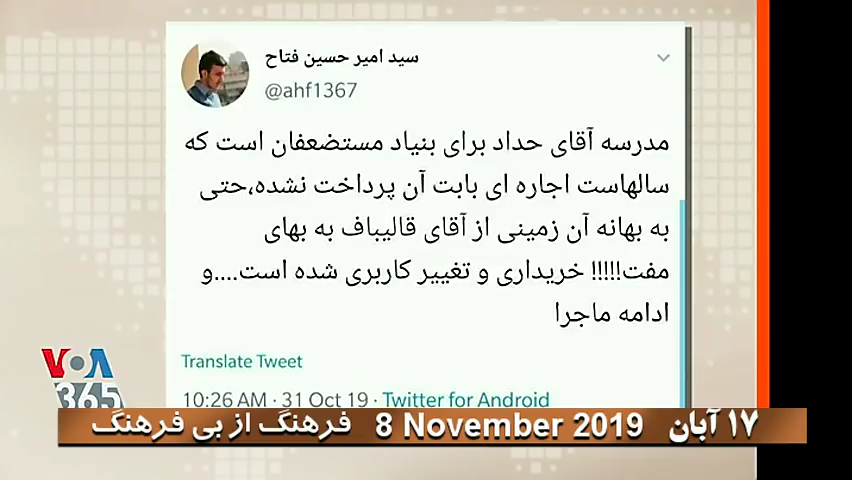 سید امیر حسین فتاح
@ahf1367
مدرسه آقای حداد برای بنیاد مستضعفان است که
سالهاست اجاره ای بابت آن پرداخت نشده،حتی
به بهانه آن زمینی از آقای قالیباف به بهای
مفت!!!!! خریداری و تغییر کاربری شده است....و
ادامه ماجرا
Translate Tweet
10:26 AM · 31 Oct 19 · Twitter for Android
VOA
365
۱۷ آبان 8 November 2019 فرهنگ از بی فرهنگ